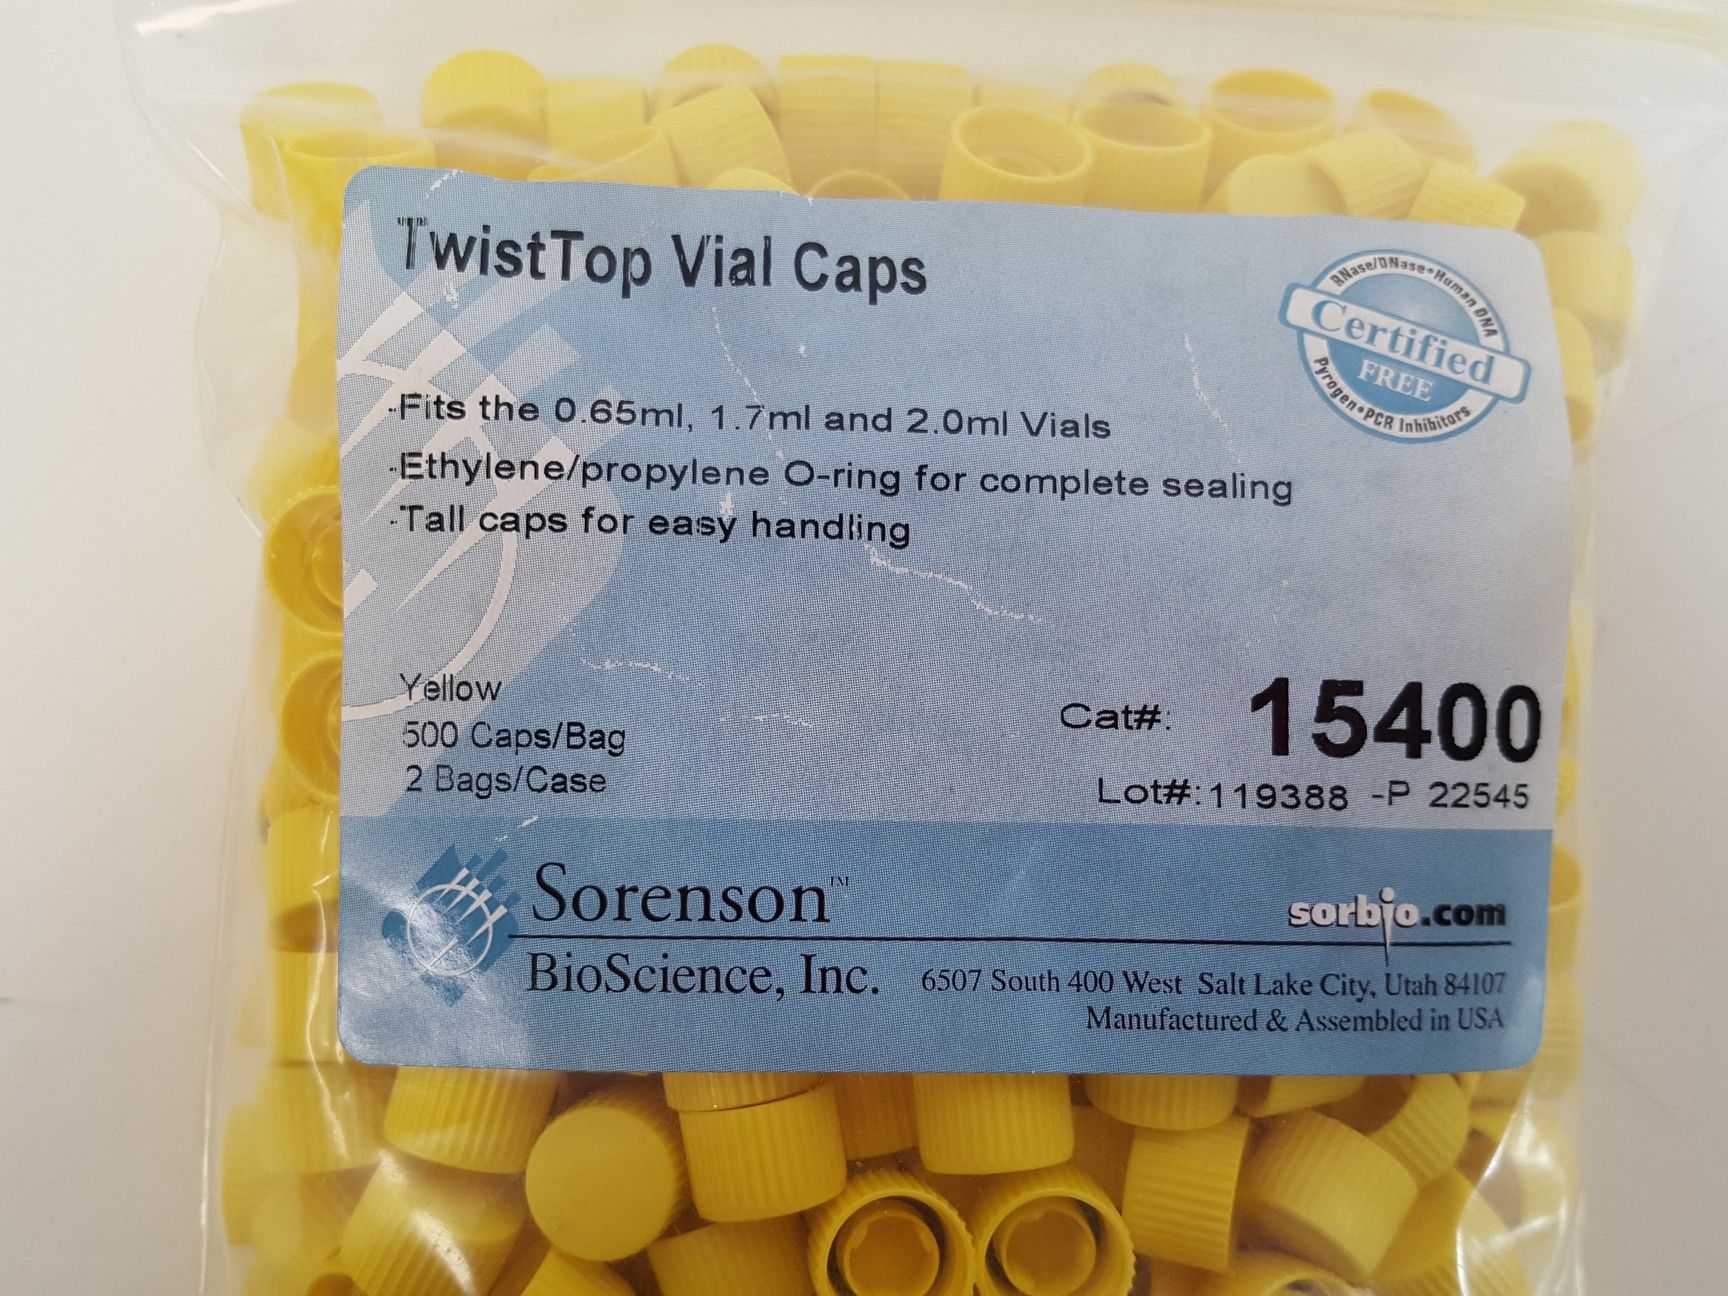 TwistTop Vial Caps
RNase/DNase•Human DNA
Certified
FREE
Pyrogen•PCR Inhibitors
-Fits the 0.65ml, 1.7ml and 2.0ml Vials
-Ethylene/propylene O-ring for complete sealing
-Tall caps for easy handling
Yellow
500 Caps/Bag
2 Bags/Case
Cat#: 15400
Lot#:119388 -P 22545
Sorenson™
BioScience, Inc.
sorbio.com
6507 South 400 West Salt Lake City, Utah 84107
Manufactured & Assembled in USA